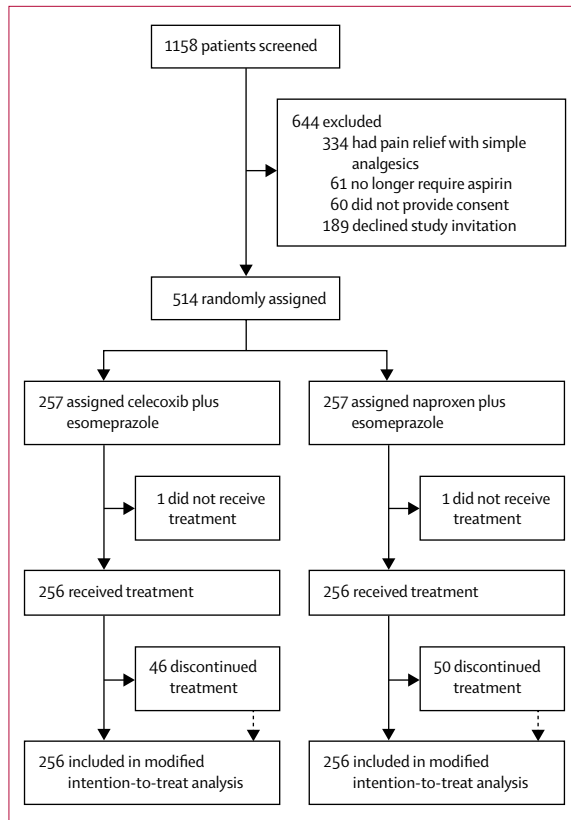 1158 patients screened
644 excluded
334 had pain relief with simple
analgesics
61 no longer require aspirin
60 did not provide consent
189 declined study invitation
514 randomly assigned
257 assigned celecoxib plus
esomeprazole
257 assigned naproxen plus
esomeprazole
1 did not receive
treatment
1 did not receive
treatment
256 received treatment
256 received treatment
46 discontinued
treatment
50 discontinued
treatment
256 included in modified
intention-to-treat analysis
256 included in modified
intention-to-treat analysis